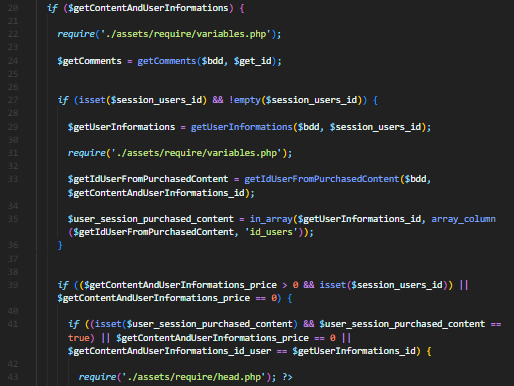 20 if ($getContentAndUserInformations) {
21
22 require('./assets/require/variables.php');
23
24 $getComments = getComments($bdd, $get_id);
25
26
27 if (isset($session_users_id) && !empty($session_users_id)) {
28
29 $getUserInformations = getUserInformations($bdd, $session_users_id);
30
31 require('./assets/require/variables.php');
32
33 $getIdUserFromPurchasedContent = getIdUserFromPurchasedContent($bdd,
$getContentAndUserInformations_id);
34
35 $user_session_purchased_content = in_array($getUserInformations_id, array_column
($getIdUserFromPurchasedContent, 'id_users'));
36 }
37
38
39 if (($getContentAndUserInformations_price > 0 && isset($session_users_id)) ||
$getContentAndUserInformations_price == 0) {
40
41 if ((isset($user_session_purchased_content) && $user_session_purchased_content ==
true) || $getContentAndUserInformations_price == 0 ||
$getContentAndUserInformations_id_user == $getUserInformations_id) {
42
43 require('./assets/require/head.php'); ?>